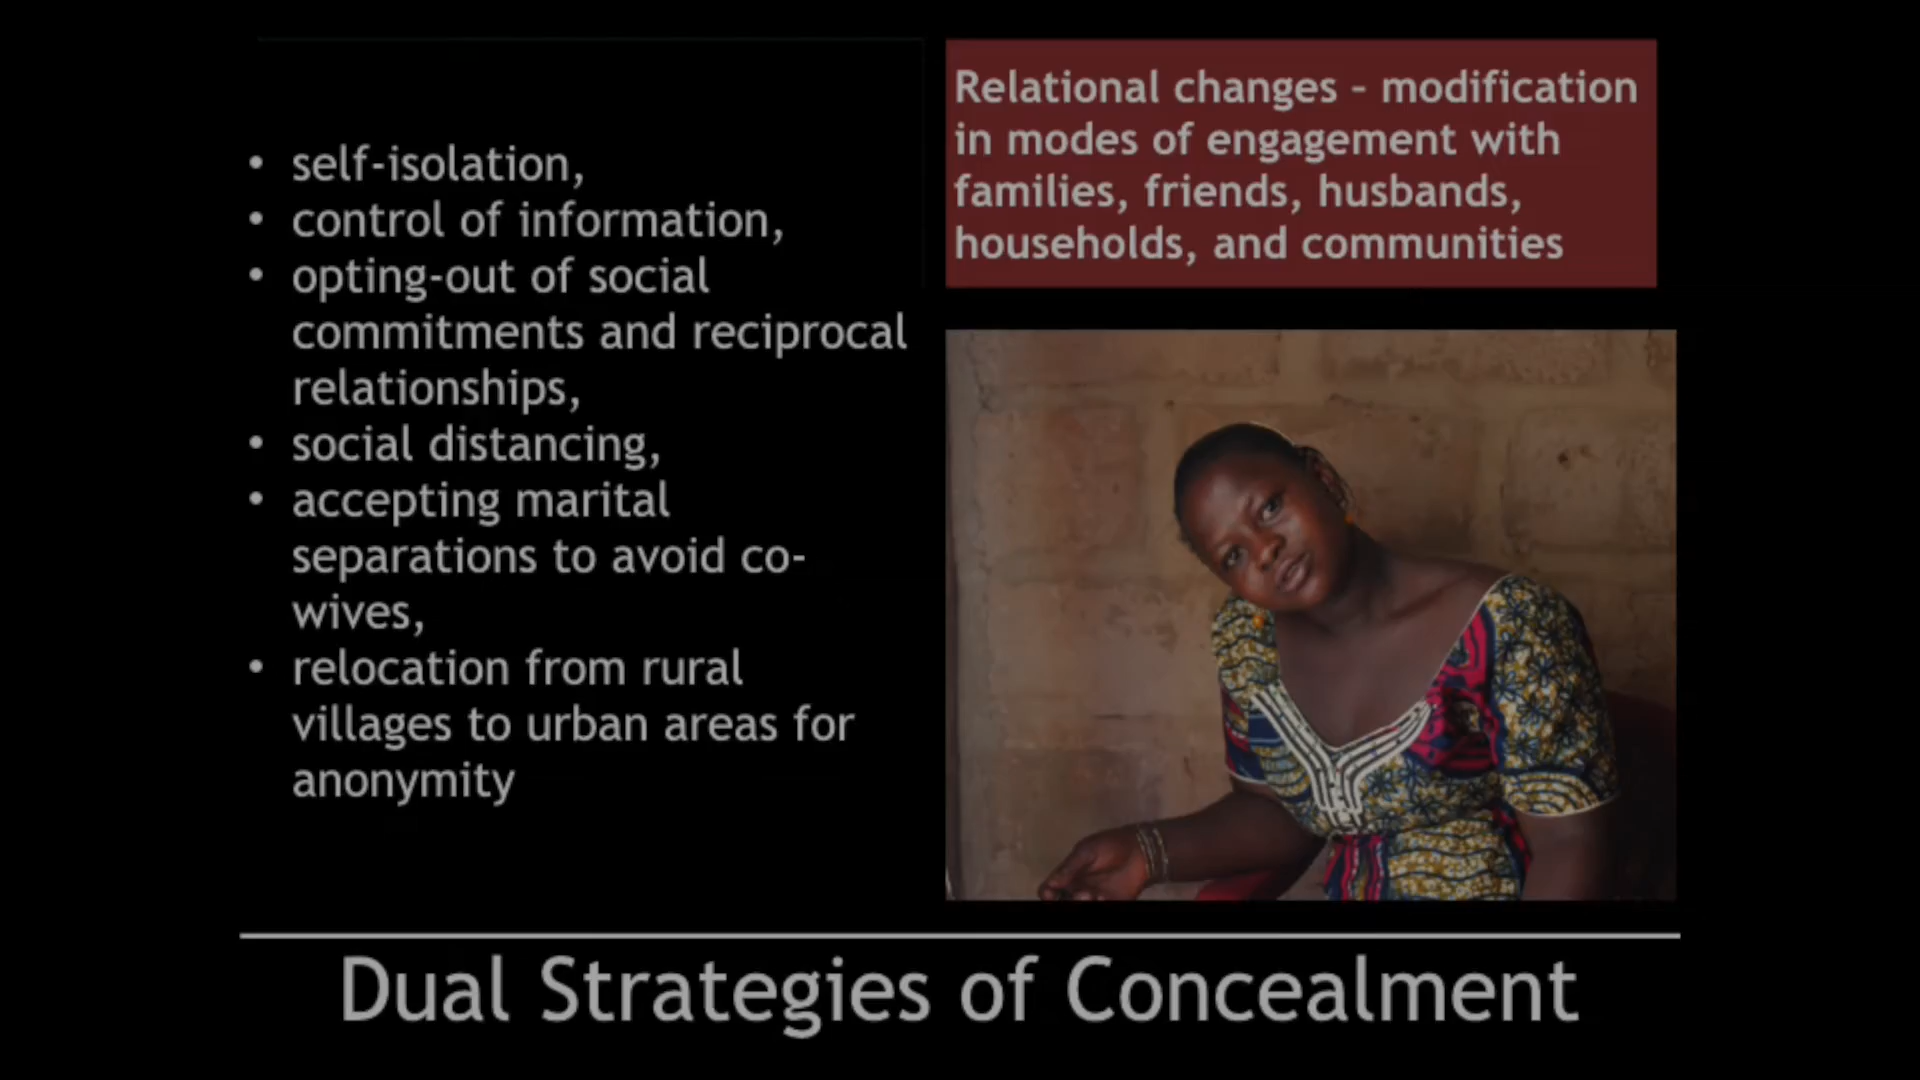 • self-isolation,
• control of information,
• opting-out of social
commitments and reciprocal
relationships,
• social distancing,
• accepting marital
separations to avoid co-
wives,
• relocation from rural
villages to urban areas for
anonymity
Relational changes – modification
in modes of engagement with
families, friends, husbands,
households, and communities
Dual Strategies of Concealment